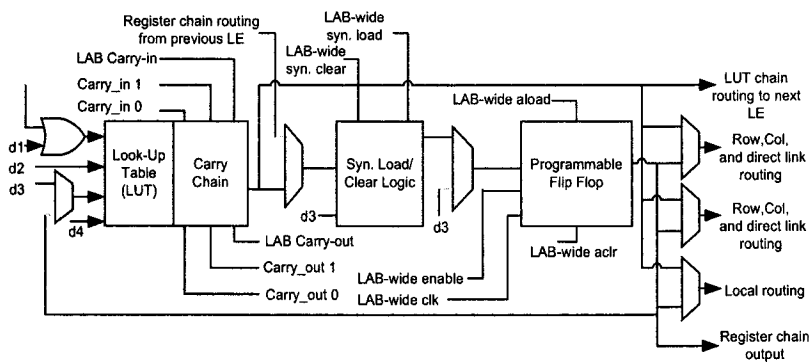 Register chain routing
from previous LE
LAB-wide
syn. load
LAB-wide
syn. clear
LAB Carry-in
Carry_in 1
Carry_in 0
d1
d2
d3
d4
Look-Up
Table
(LUT)
Carry
Chain
Syn. Load/
Clear Logic
d3
d3
LAB-wide aload
Programmable
Flip Flop
LAB-wide aclr
LAB-wide enable
LAB-wide clk
LAB Carry-out
Carry_out 1
Carry_out 0
LUT chain
routing to next
LE
Row,Col,
and direct link
routing
Row,Col,
and direct link
routing
Local routing
Register chain
output